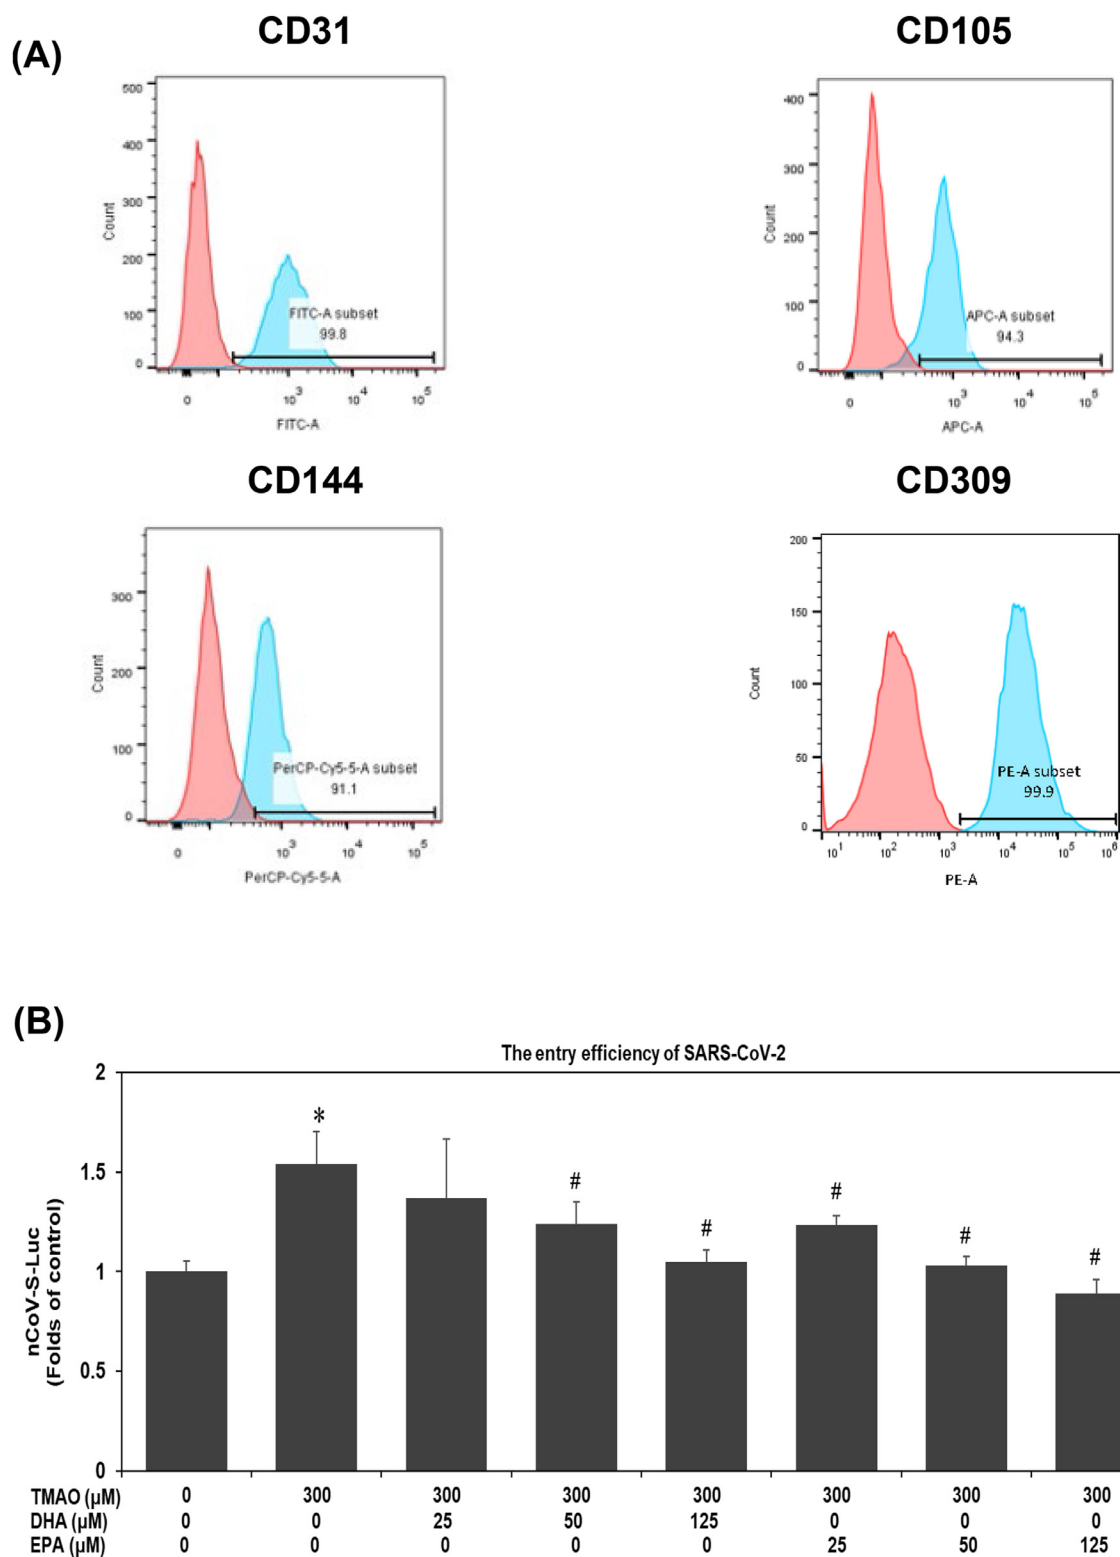 (A)
CD31
CD105
500
400
300
200
100
0
Count
FITC-A subset
99.8
0 10^3 10^4 10^5
FITC-A
400
300
200
100
0
Count
APC-A subset
94.3
0 10^3 10^4 10^5
APC-A
CD144
CD309
300
200
100
0
Count
PerCP-Cy5-5-A subset
91.1
0 10^3 10^4 10^5
PerCP-Cy5-5-A
200
150
100
50
0
Count
PE-A subset
99.9
10^1 10^2 10^3 10^4 10^5 10^6
PE-A
(B)
The entry efficiency of SARS-CoV-2
nCoV-S-Luc
(Folds of control)
2
1.5
1
0.5
0
*
#
#
#
#
#
TMAO (µM) 0 300 300 300 300 300 300 300
DHA (µM) 0 0 25 50 125 0 0 0
EPA (µM) 0 0 0 0 0 25 50 125